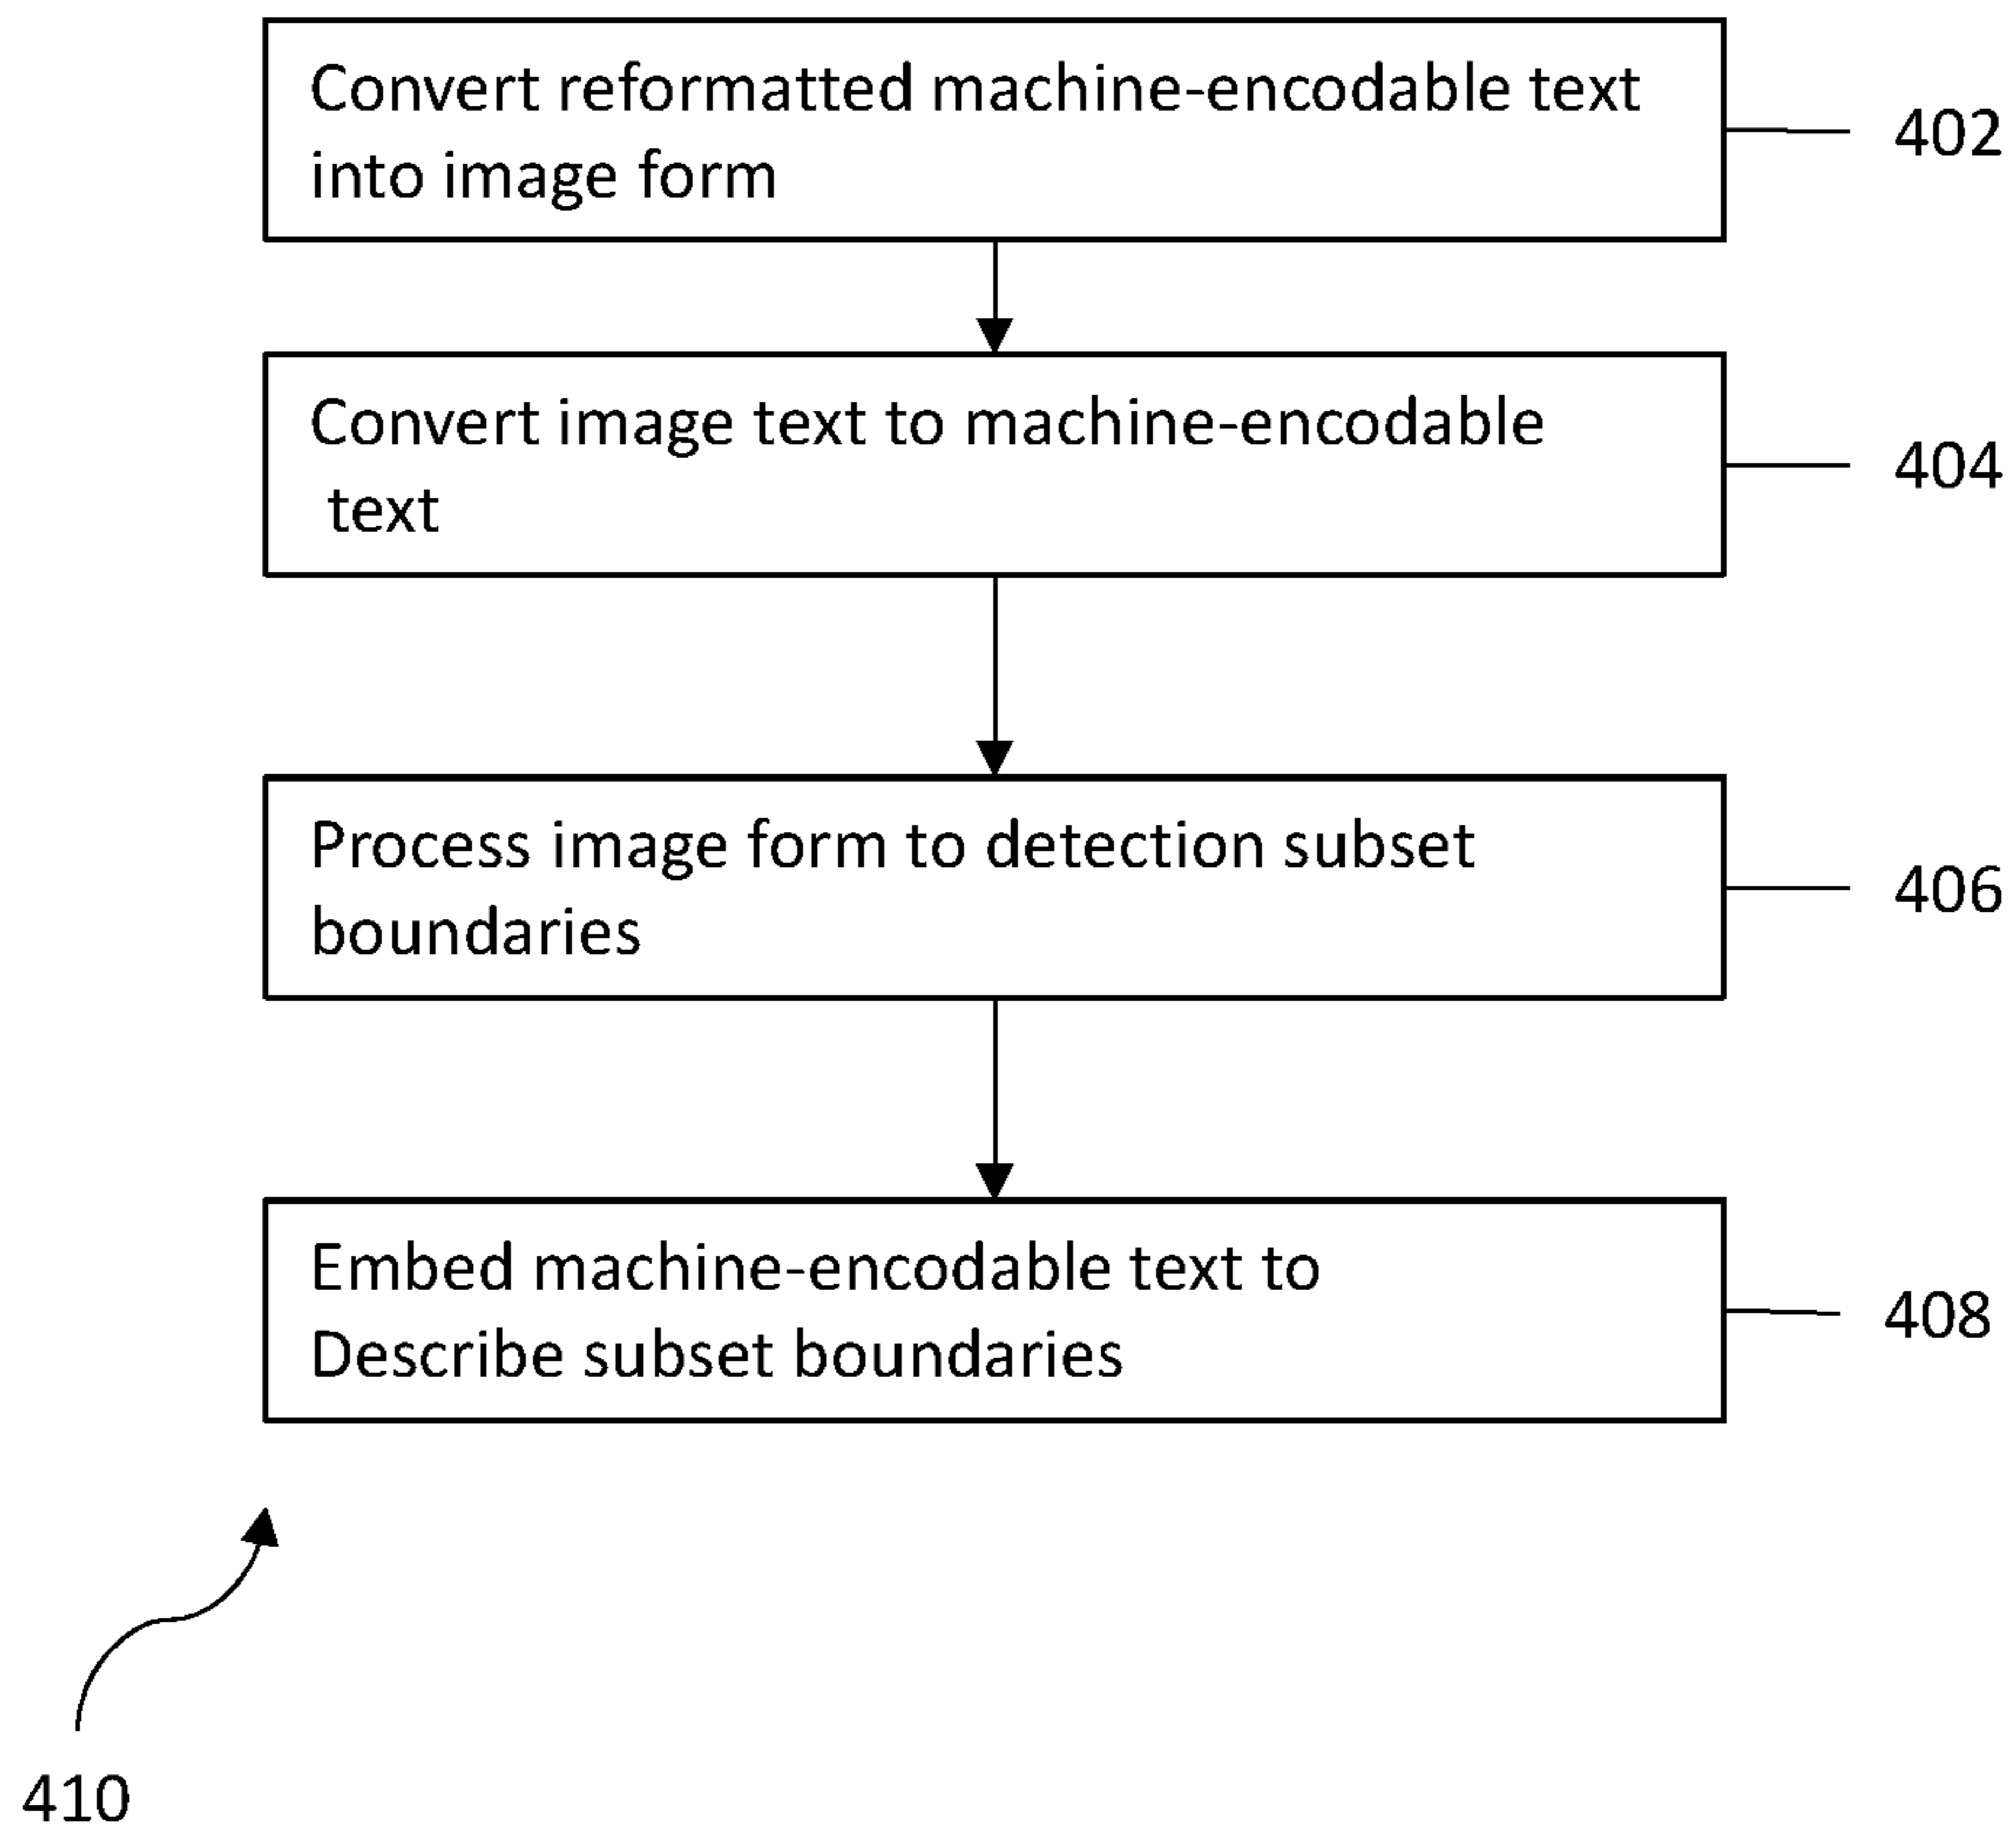 Convert reformatted machine-encodable text
into image form
402
Convert image text to machine-encodable
text
404
Process image form to detection subset
boundaries
406
Embed machine-encodable text to
Describe subset boundaries
408
410